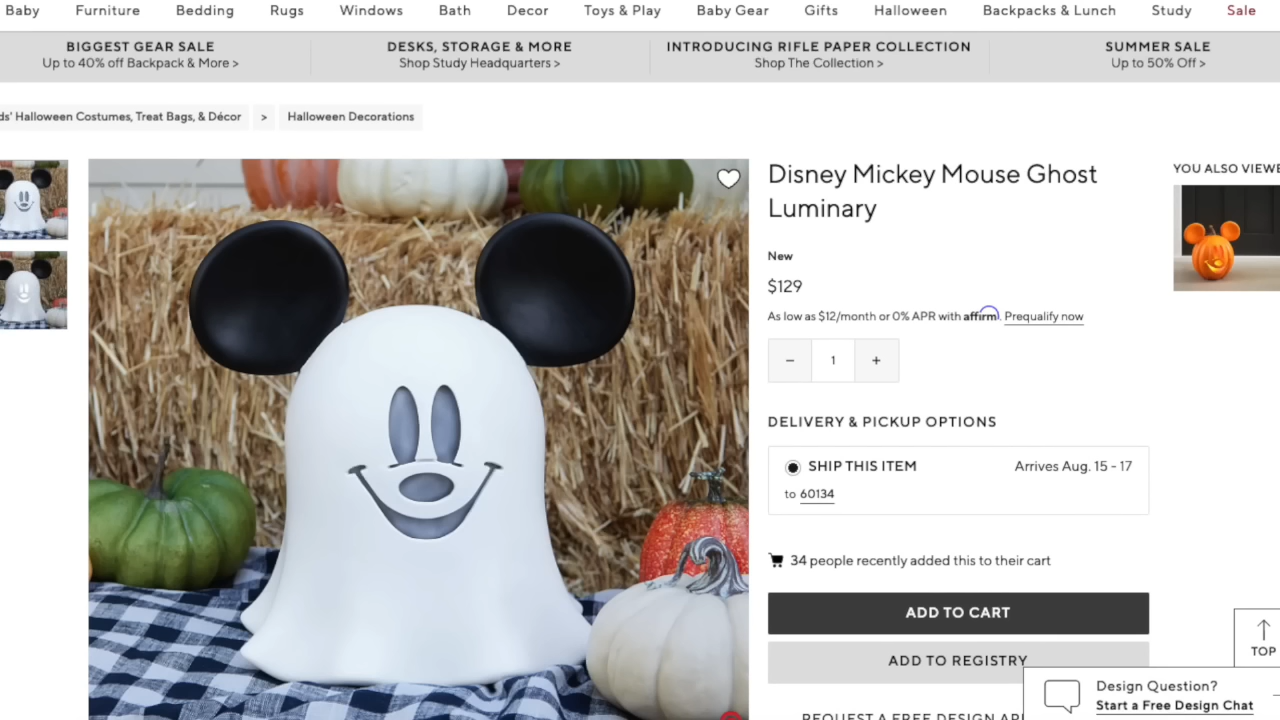 Baby Furniture Bedding Rugs Windows Bath Decor Toys & Play Baby Gear Gifts Halloween Backpacks & Lunch Study Sale
BIGGEST GEAR SALE
Up to 40% off Backpack & More >
DESKS, STORAGE & MORE
Shop Study Headquarters >
INTRODUCING RIFLE PAPER COLLECTION
Shop The Collection >
SUMMER SALE
Up to 50% Off >
ds' Halloween Costumes, Treat Bags, & Décor > Halloween Decorations
Disney Mickey Mouse Ghost
Luminary
New
$129
As low as $12/month or 0% APR with affirm. Prequalify now
− 1 +
DELIVERY & PICKUP OPTIONS
SHIP THIS ITEM Arrives Aug. 15 - 17
to 60134
34 people recently added this to their cart
ADD TO CART
ADD TO REGISTRY
REQUEST A FREE DESIGN
YOU ALSO VIEWE
TOP
Design Question?
Start a Free Design Chat